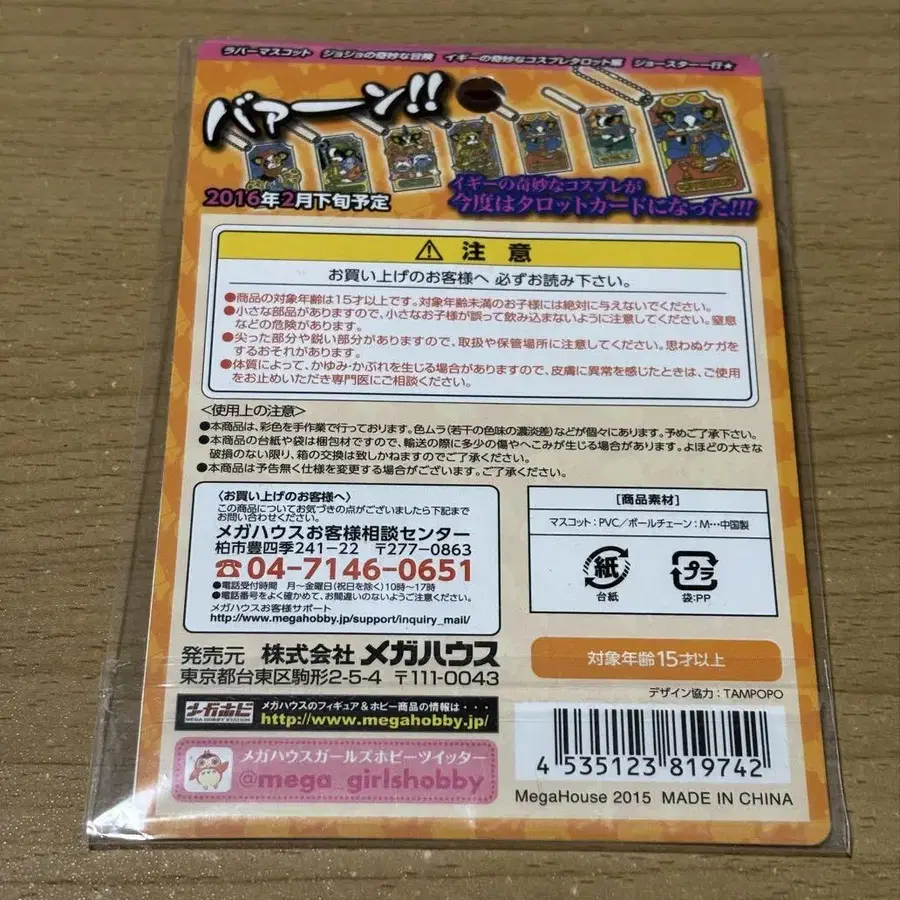 ラバーマスコット ジョジョの奇妙な冒険 イギーの奇妙なコスプレタロット編 ジョースター一行★
バァーーン!!
2016年2月下旬予定
イギーの奇妙なコスプレが
今度はタロットカードになった!!!
⚠ 注意
お買い上げのお客様へ 必ずお読み下さい。
●商品の対象年齢は15才以上です。対象年齢未満のお子様には絶対に与えないでください。
●小さな部品がありますので、小さなお子様が誤って飲み込まないように注意してください。窒息
などの危険があります。
●尖った部分や鋭い部分がありますので、取扱や保管場所に注意してください。思わぬケガを
するおそれがあります。
●体質によって、かゆみ・かぶれを生じる場合がありますので、皮膚に異常を感じたときは、ご使用
をお止めいただき専門医にご相談ください。
<使用上の注意>
●本商品は、彩色を手作業で行っております。色ムラ(若干の色味の濃淡差)などが個々にあります。予めご了承下さい。
●本商品の台紙や袋は梱包材ですので、輸送の際に多少の傷やへこみが生じる場合があります。よほどの大きな
破損のない限り、箱の交換は致しかねますのでご了承ください。
●本商品は予告無く仕様を変更する場合がございます。ご了承ください。
<お買い上げのお客様へ>
この商品についてお気づきの点がございましたら下記まで
お問い合わせください。
メガハウスお客様相談センター
柏市豊四季241-22 〒277-0863
☎04-7146-0651
●電話受付時間 月～金曜日(祝日を除く)10時～17時
●電話番号をよく確かめて、お間違いのないようご注意ください。
メガハウスお客様サポート
http://www.megahobby.jp/support/inquiry_mail/
[商品素材]
マスコット:PVC/ボールチェーン:M…中国製
紙
台紙
プラ
袋:PP
発売元 株式会社 メガハウス
東京都台東区駒形2-5-4 〒111-0043
対象年齢15才以上
デザイン協力:TAMPOPO
メガホビ
MEGA HOBBY STATION
メガハウスのフィギュア&ホビー商品の情報は・・・
http://www.megahobby.jp/
メガハウスガールズホビーツイッター
@mega_girlshobby
4 535123 819742
MegaHouse 2015 MADE IN CHINA